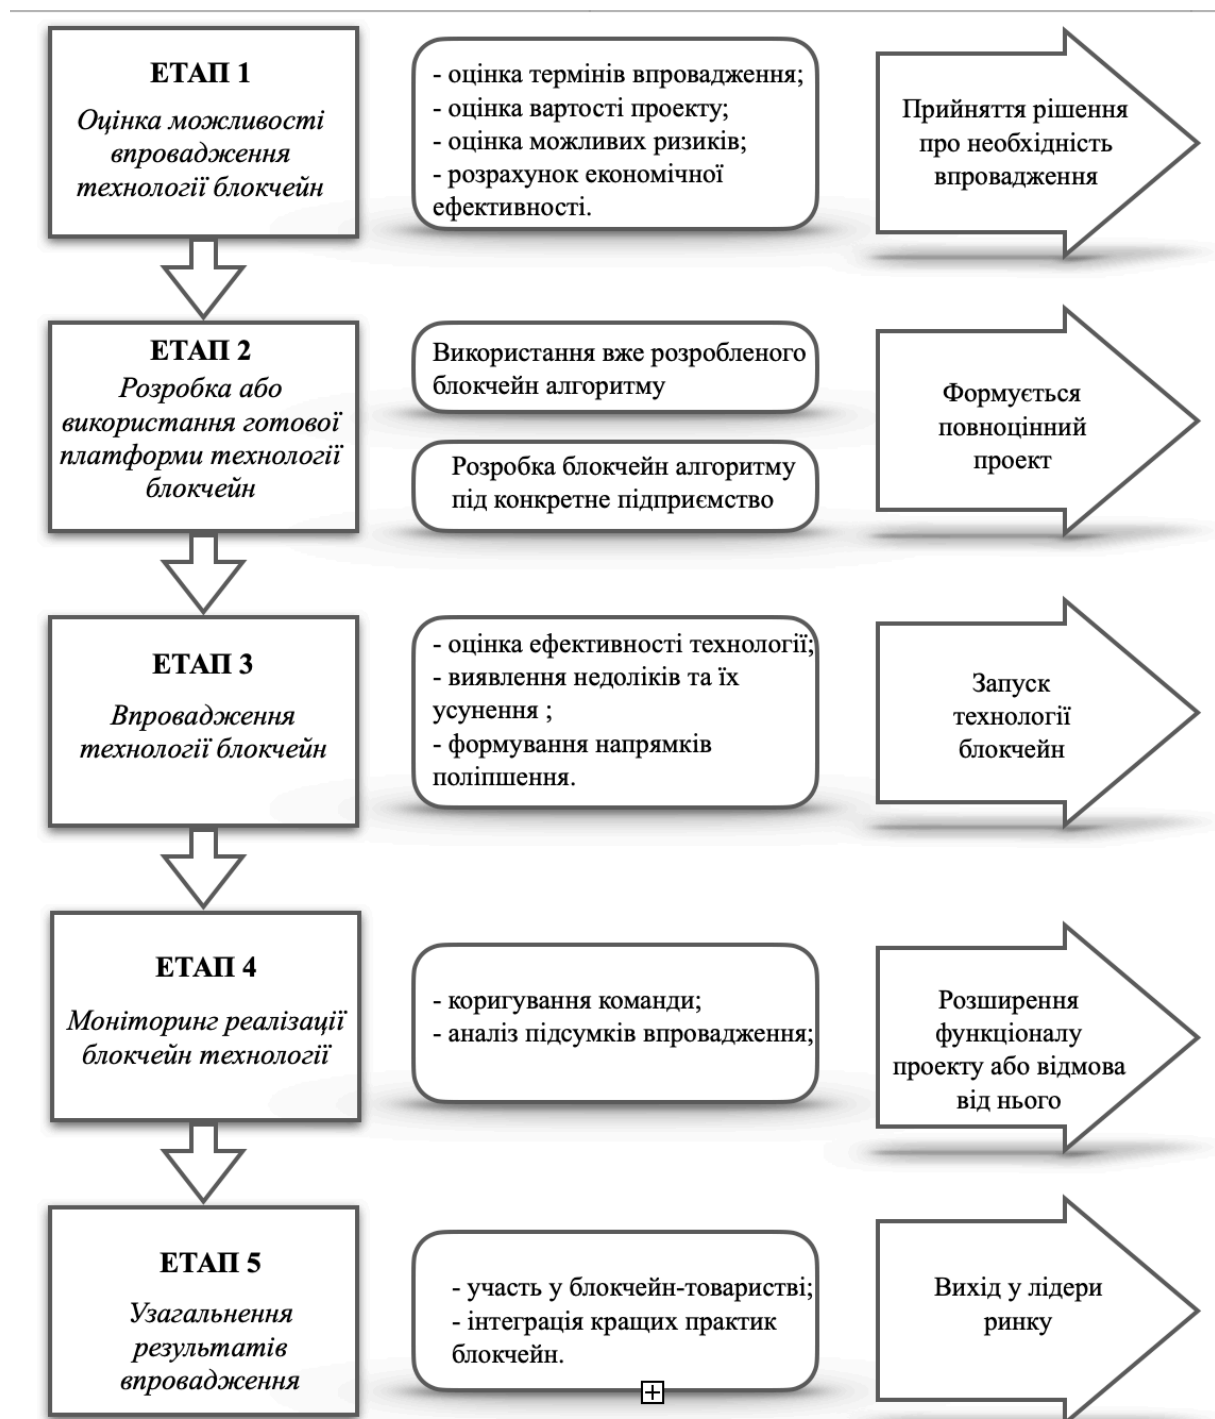 ЕТАП 1
Оцінка можливості
впровадження
технології блокчейн
- оцінка термінів впровадження;
- оцінка вартості проекту;
- оцінка можливих ризиків;
- розрахунок економічної
ефективності.
Прийняття рішення
про необхідність
впровадження
ЕТАП 2
Розробка або
використання готової
платформи технології
блокчейн
Використання вже розробленого
блокчейн алгоритму
Розробка блокчейн алгоритму
під конкретне підприємство
Формується
повноцінний
проект
ЕТАП 3
Впровадження
технології блокчейн
- оцінка ефективності технології;
- виявлення недоліків та їх
усунення ;
- формування напрямків
поліпшення.
Запуск
технології
блокчейн
ЕТАП 4
Моніторинг реалізації
блокчейн технології
- коригування команди;
- аналіз підсумків впровадження;
Розширення
функціоналу
проекту або відмова
від нього
ЕТАП 5
Узагальнення
результатів
впровадження
- участь у блокчейн-товаристві;
- інтеграція кращих практик
блокчейн.
Вихід у лідери
ринку